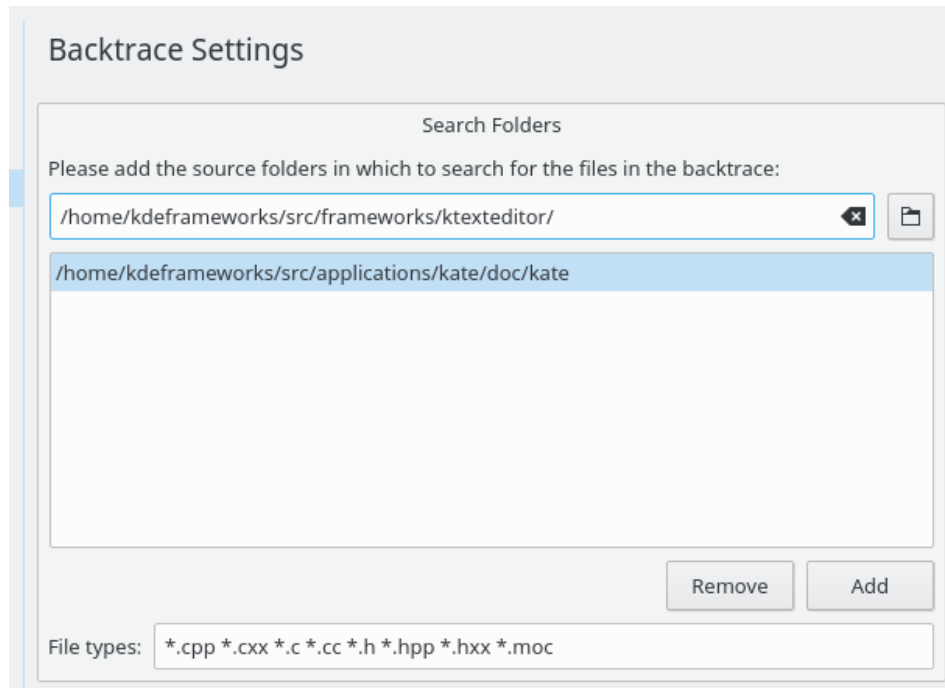 Backtrace Settings
Search Folders
Please add the source folders in which to search for the files in the backtrace:
/home/kdeframeworks/src/frameworks/ktexteditor/
/home/kdeframeworks/src/applications/kate/doc/kate
Remove Add
File types: *.cpp *.cxx *.c *.cc *.h *.hpp *.hxx *.moc